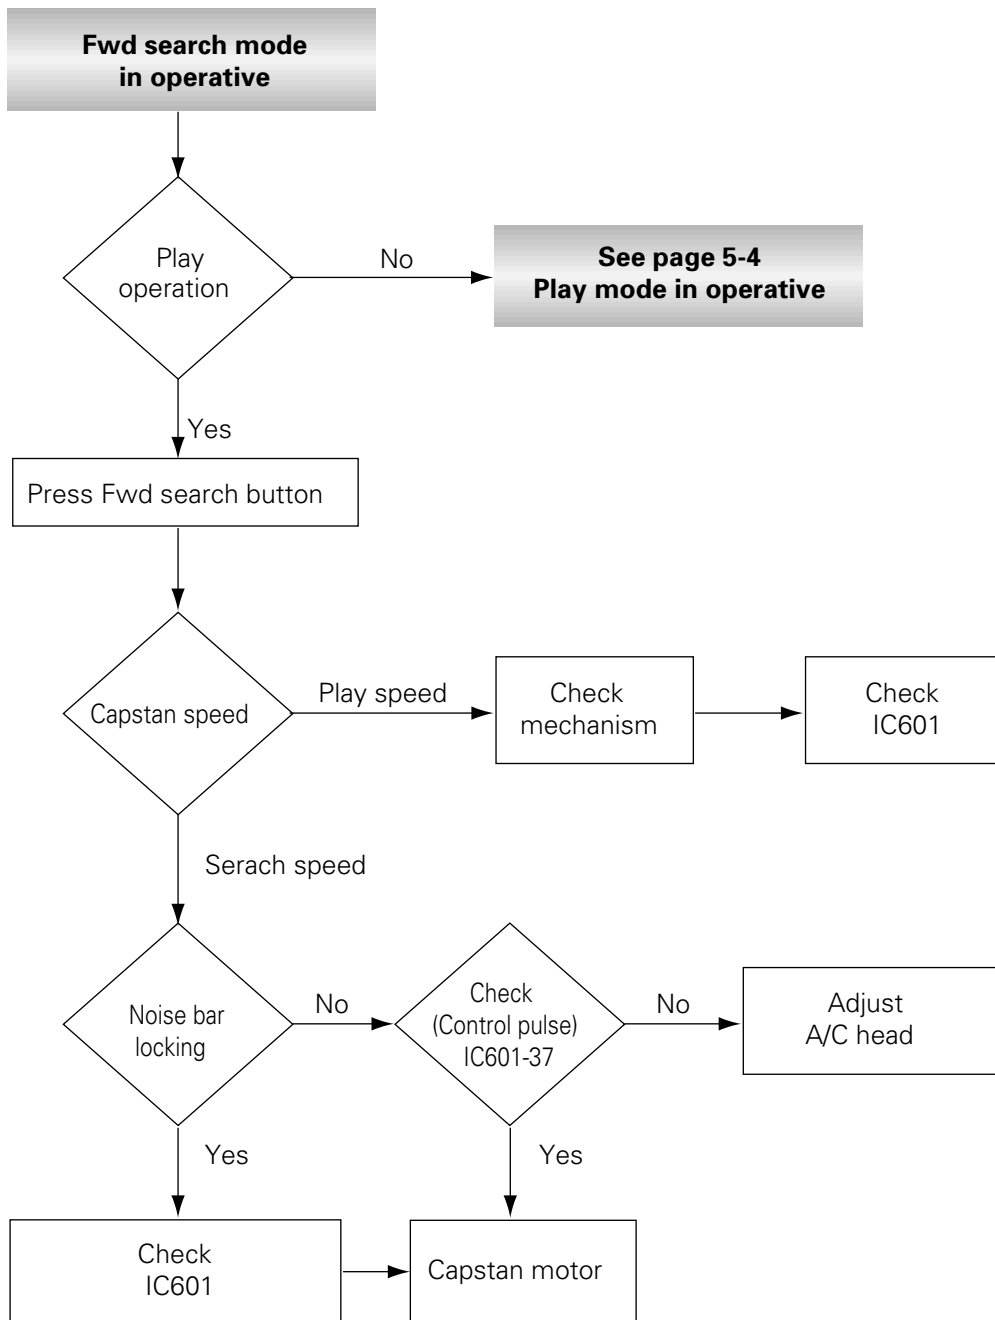 Fwd search mode
in operative
Play
operation
No
See page 5-4
Play mode in operative
Yes
Press Fwd search button
Capstan speed
Play speed
Check
mechanism
Check
IC601
Serach speed
Noise bar
locking
No
Check
(Control pulse)
IC601-37
No
Adjust
A/C head
Yes
Yes
Check
IC601
Capstan motor